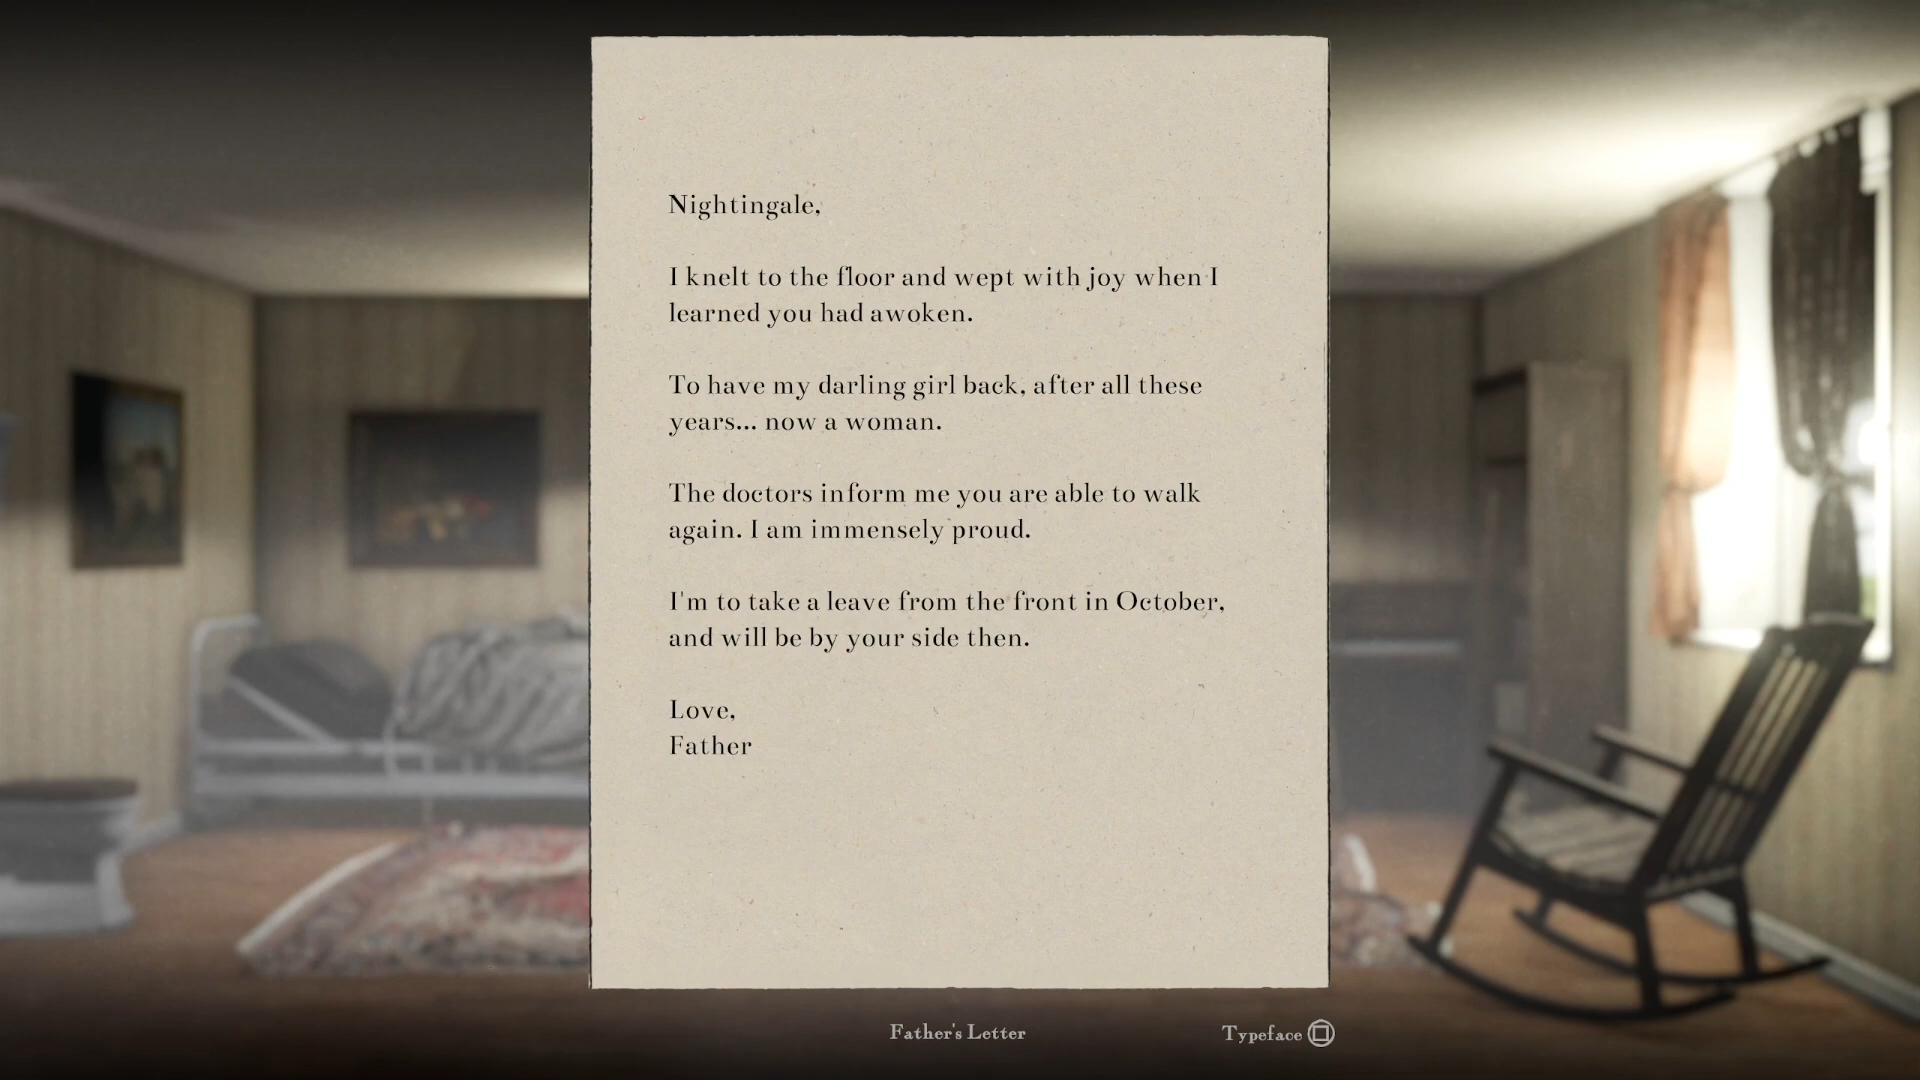 Nightingale,
I knelt to the floor and wept with joy when I
learned you had awoken.
To have my darling girl back, after all these
years... now a woman.
The doctors inform me you are able to walk
again. I am immensely proud.
I'm to take a leave from the front in October,
and will be by your side then.
Love,
Father
Father's Letter
Typeface